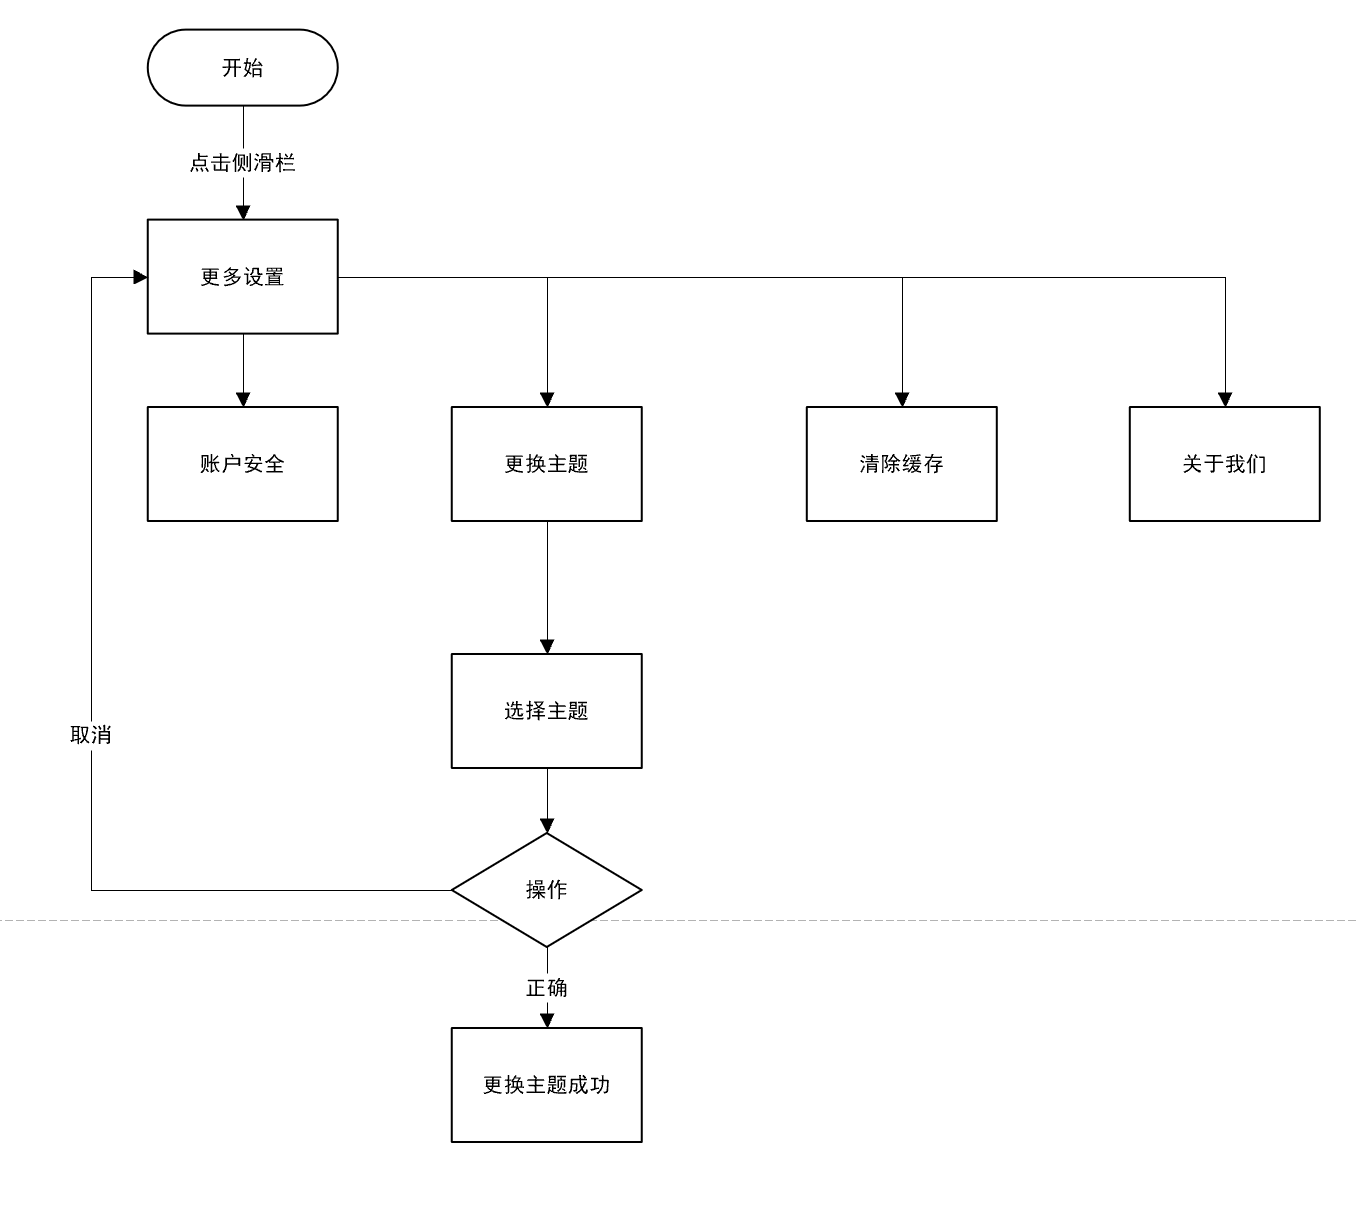 开始
点击侧滑栏
更多设置
账户安全
更换主题
清除缓存
关于我们
选择主题
取消
操作
正确
更换主题成功